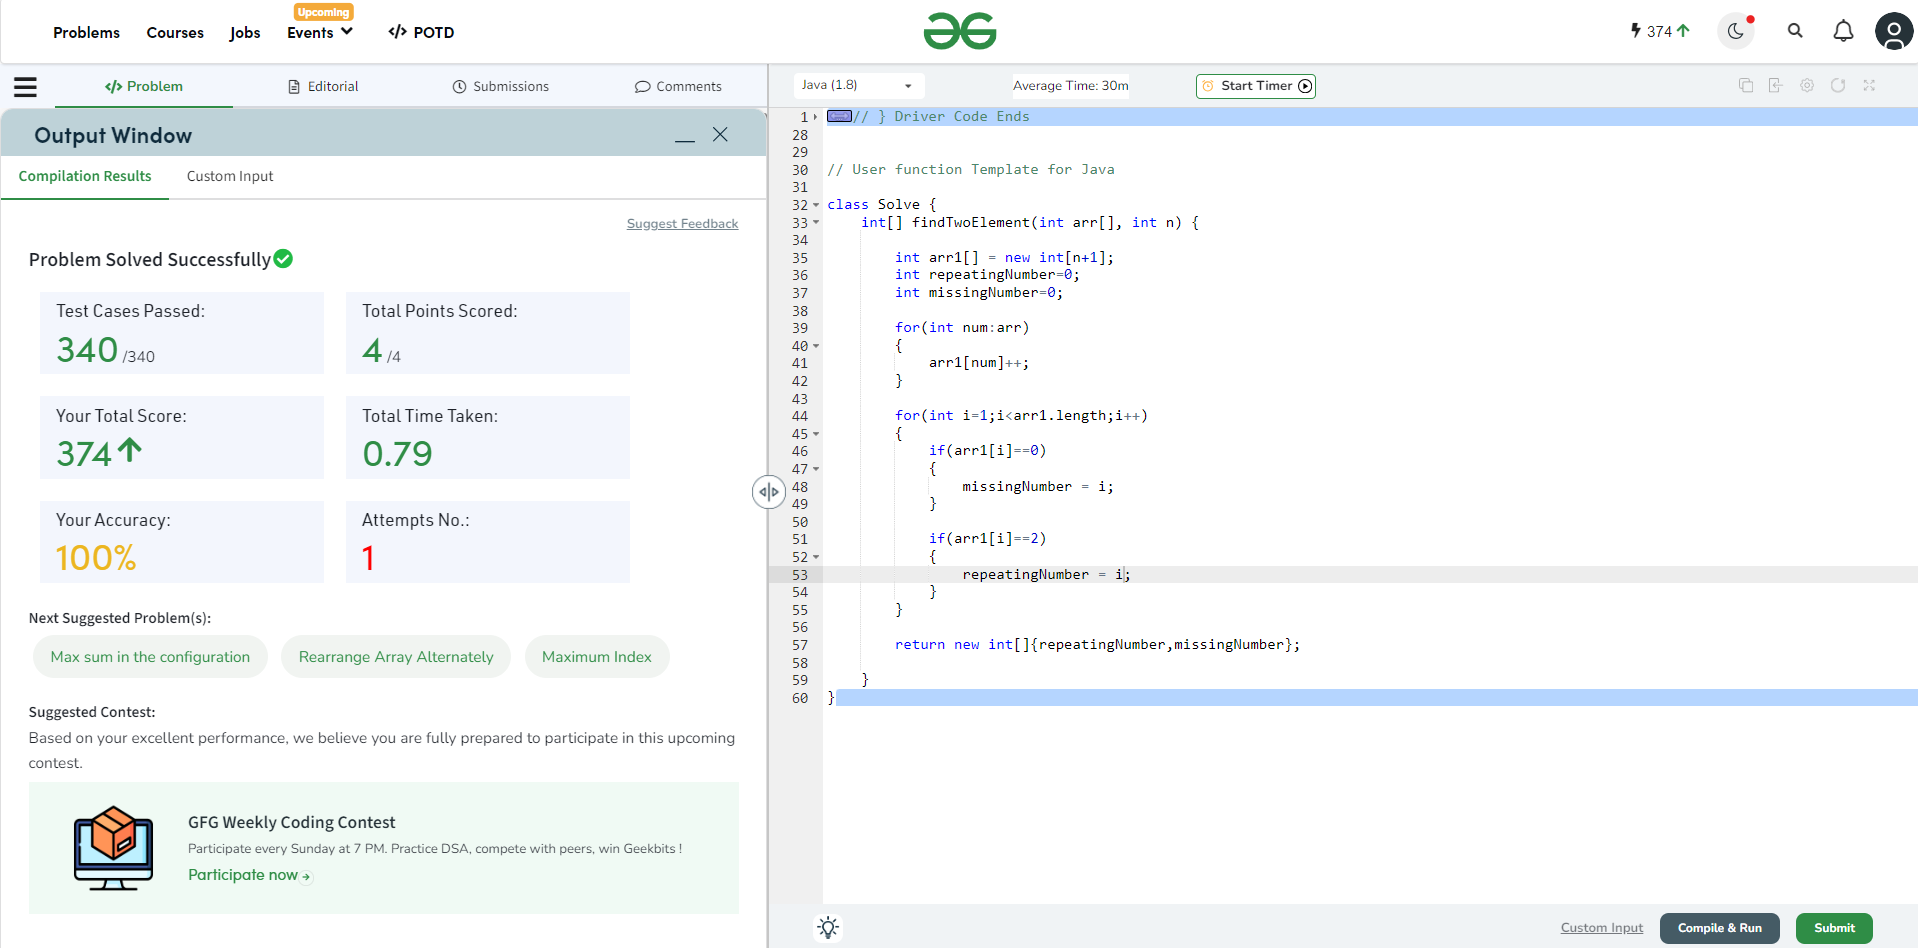 Problems
Courses
Jobs
Upcoming
Events
</> POTD
374
Problem
Editorial
Submissions
Comments
Output Window
Compilation Results
Custom Input
Suggest Feedback
Problem Solved Successfully
Test Cases Passed:
340 /340
Total Points Scored:
4 /4
Your Total Score:
374
Total Time Taken:
0.79
Your Accuracy:
100%
Attempts No.:
1
Next Suggested Problem(s):
Max sum in the configuration
Rearrange Array Alternately
Maximum Index
Suggested Contest:
Based on your excellent performance, we believe you are fully prepared to participate in this upcoming
contest.
GFG Weekly Coding Contest
Participate every Sunday at 7 PM. Practice DSA, compete with peers, win Geekbits !
Participate now
Java (1.8)
Average Time: 30m
Start Timer
1 // } Driver Code Ends
28
29
30 // User function Template for Java
31
32 class Solve {
33     int[] findTwoElement(int arr[], int n) {
34
35         int arr1[] = new int[n+1];
36         int repeatingNumber=0;
37         int missingNumber=0;
38
39         for(int num:arr)
40         {
41             arr1[num]++;
42         }
43
44         for(int i=1;i<arr1.length;i++)
45         {
46             if(arr1[i]==0)
47             {
48                 missingNumber = i;
49             }
50
51             if(arr1[i]==2)
52             {
53                 repeatingNumber = i;
54             }
55         }
56
57         return new int[]{repeatingNumber,missingNumber};
58
59     }
60 }
Custom Input
Compile & Run
Submit